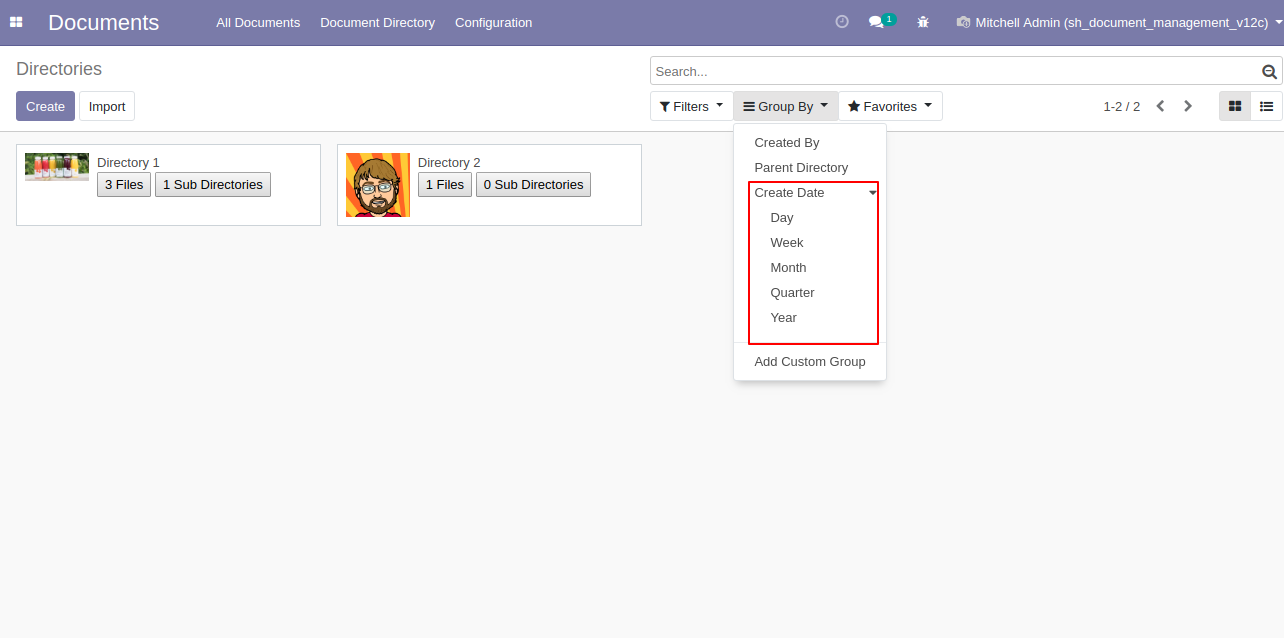 Documents All Documents Document Directory Configuration 1 Mitchell Admin (sh_document_management_v12c)
Directories
Search...
Create Import
Filters Group By Favorites 1-2 / 2
Created By
Parent Directory
Create Date
Day
Week
Month
Quarter
Year
Add Custom Group
Directory 1
3 Files 1 Sub Directories
Directory 2
1 Files 0 Sub Directories